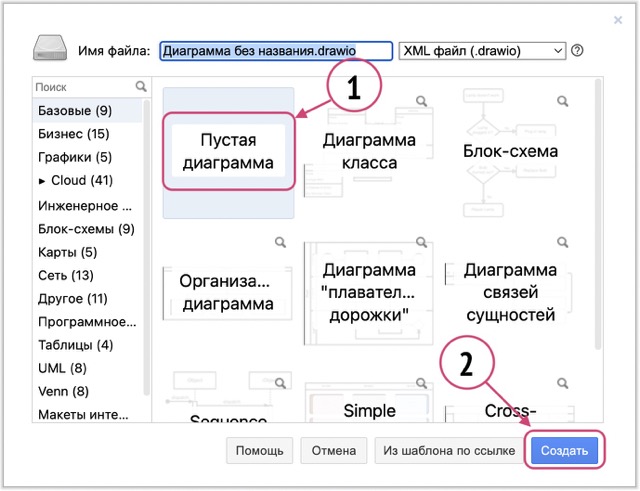 Имя файла: Диаграмма без названия.drawio XML файл (.drawio)
Поиск
Базовые (9)
Бизнес (15)
Графики (5)
Cloud (41)
Инженерное ...
Блок-схемы (9)
Карты (5)
Сеть (13)
Другое (11)
Программное...
Таблицы (4)
UML (8)
Venn (8)
Макеты инте...
1
Пустая
диаграмма
Диаграмма
класса
Блок-схема
Организа...
диаграмма
Диаграмма
"плавател...
дорожки"
Диаграмма
связей
сущностей
2
Sequence
Simple
Cross-
Помощь
Отмена
Из шаблона по ссылке
Создать